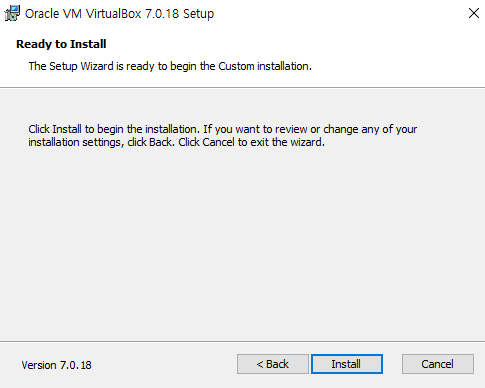 Oracle VM VirtualBox 7.0.18 Setup
Ready to Install
The Setup Wizard is ready to begin the Custom installation.
Click Install to begin the installation. If you want to review or change any of your
installation settings, click Back. Click Cancel to exit the wizard.
Version 7.0.18
< Back
Install
Cancel